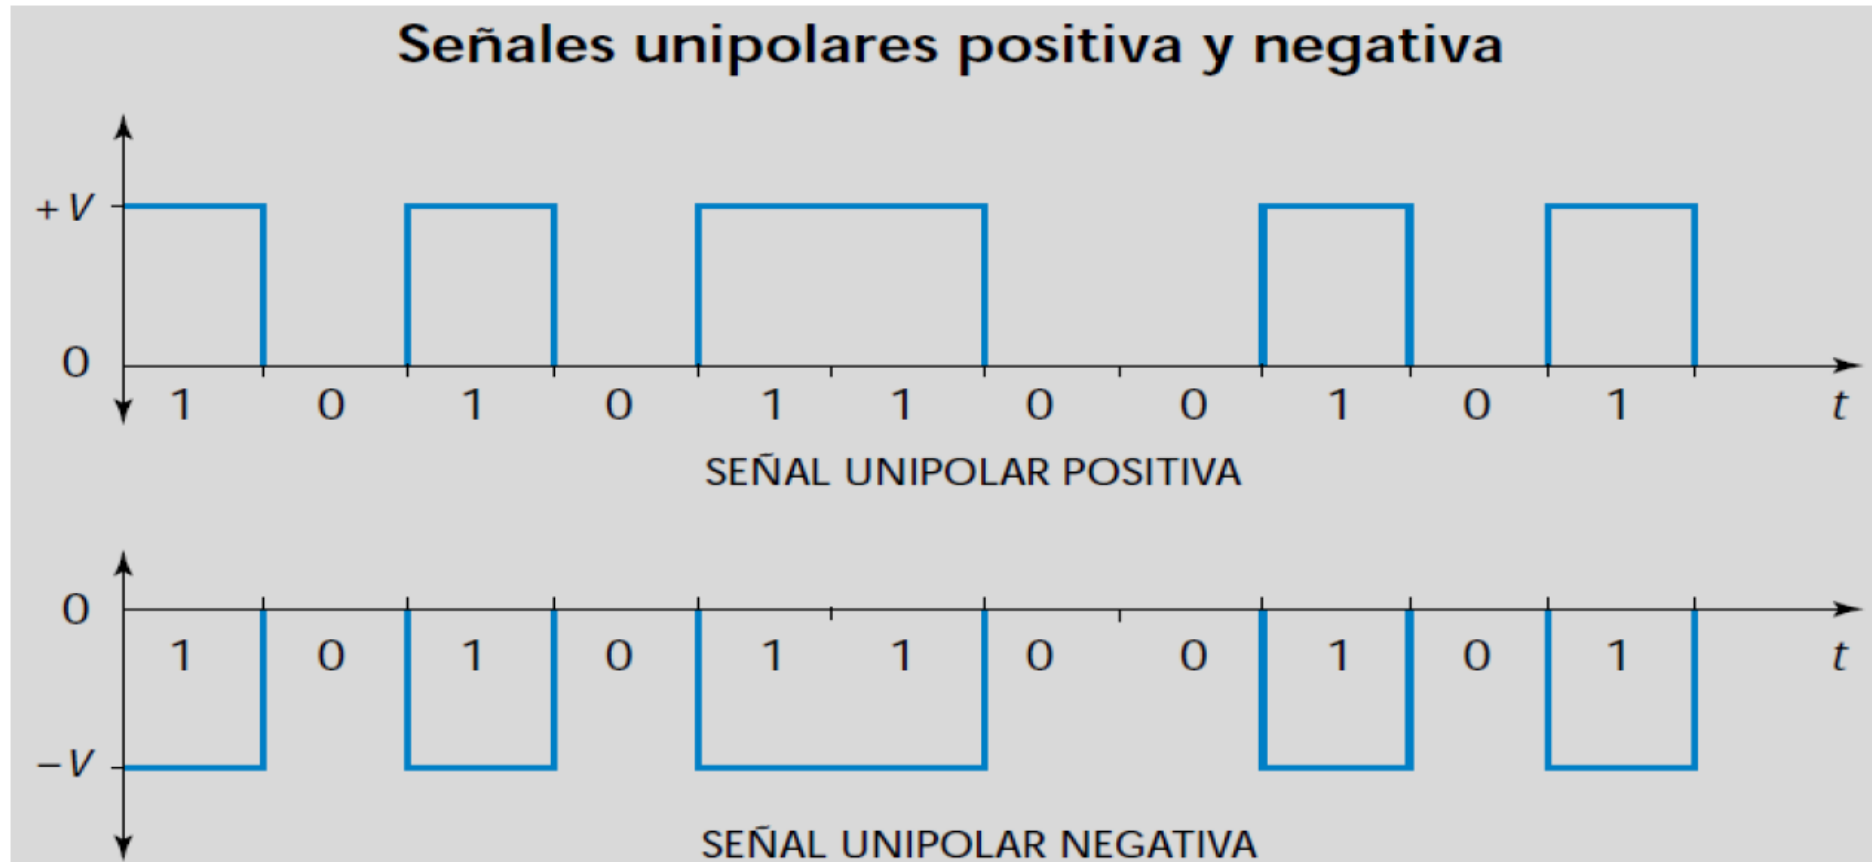 Señales unipolares positiva y negativa
+V
0
1 0 1 0 1 1 0 0 1 0 1 t
SEÑAL UNIPOLAR POSITIVA
0
1 0 1 0 1 1 0 0 1 0 1 t
−V
SEÑAL UNIPOLAR NEGATIVA